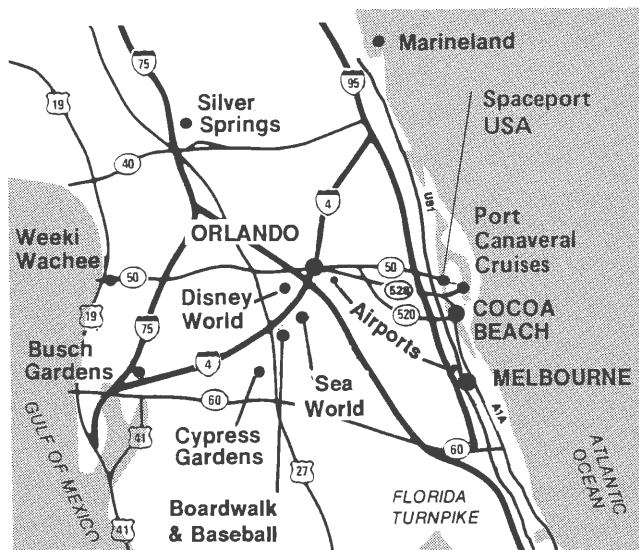 75
95
Marineland
19
Silver
Springs
Spaceport
USA
40
4
US1
ORLANDO
Port
Canaveral
Cruises
Weeki
Wachee
50
50
528
Disney
World
520
COCOA
BEACH
19
75
Airports
Busch
Gardens
4
Sea
World
MELBOURNE
60
A1A
GULF OF MEXICO
41
Cypress
Gardens
60
27
ATLANTIC
OCEAN
Boardwalk
& Baseball
FLORIDA
TURNPIKE
41